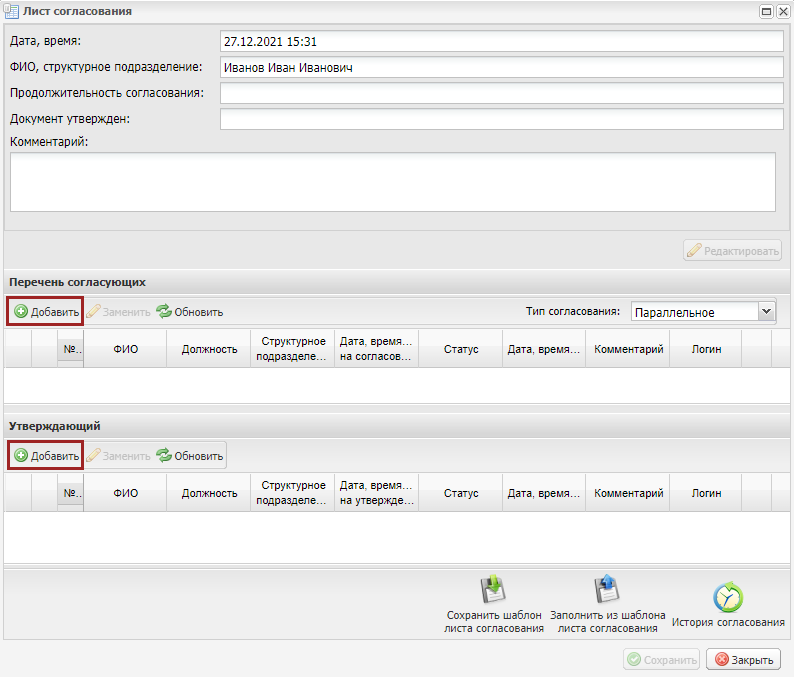 Лист согласования
Дата, время: 27.12.2021 15:31
ФИО, структурное подразделение: Иванов Иван Иванович
Продолжительность согласования:
Документ утвержден:
Комментарий:
Редактировать
Перечень согласующих
Добавить Заменить Обновить Тип согласования: Параллельное
№.. ФИО Должность Структурное подразделе... Дата, время... на согласов... Статус Дата, время... Комментарий Логин
Утверждающий
Добавить Заменить Обновить
№.. ФИО Должность Структурное подразделе... Дата, время... на утвержде... Статус Дата, время... Комментарий Логин
Сохранить шаблон листа согласования
Заполнить из шаблона листа согласования
История согласования
Сохранить Закрыть